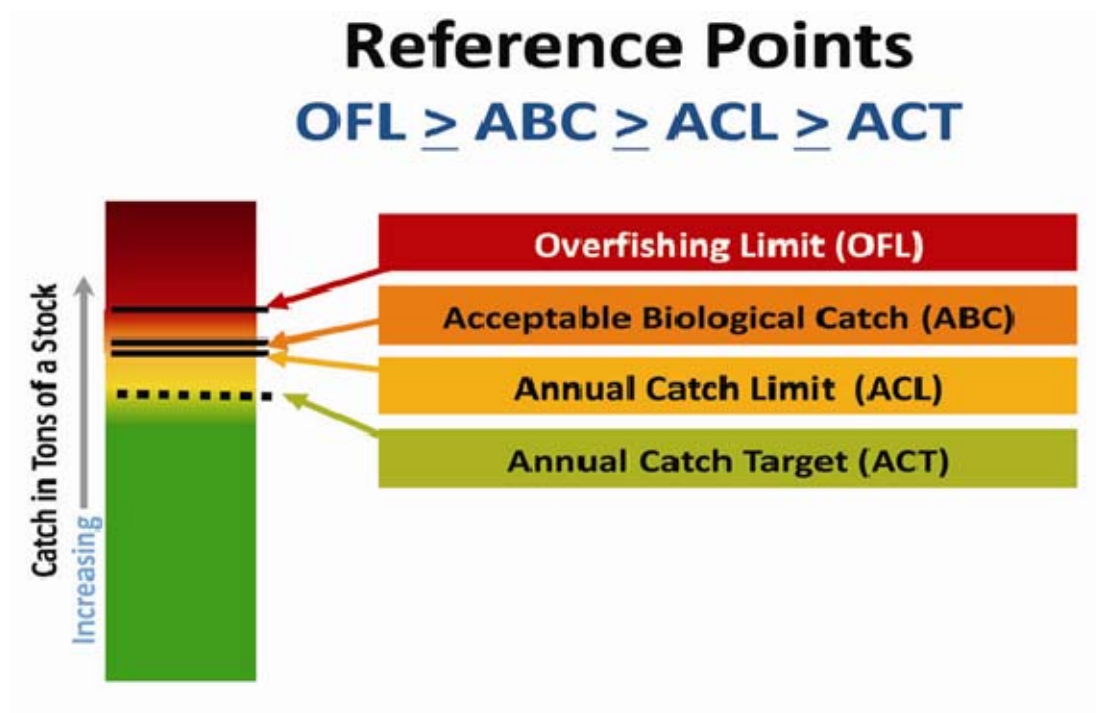 Reference Points
OFL ≥ ABC ≥ ACL ≥ ACT
Overfishing Limit (OFL)
Acceptable Biological Catch (ABC)
Annual Catch Limit (ACL)
Annual Catch Target (ACT)
Catch in Tons of a Stock
Increasing